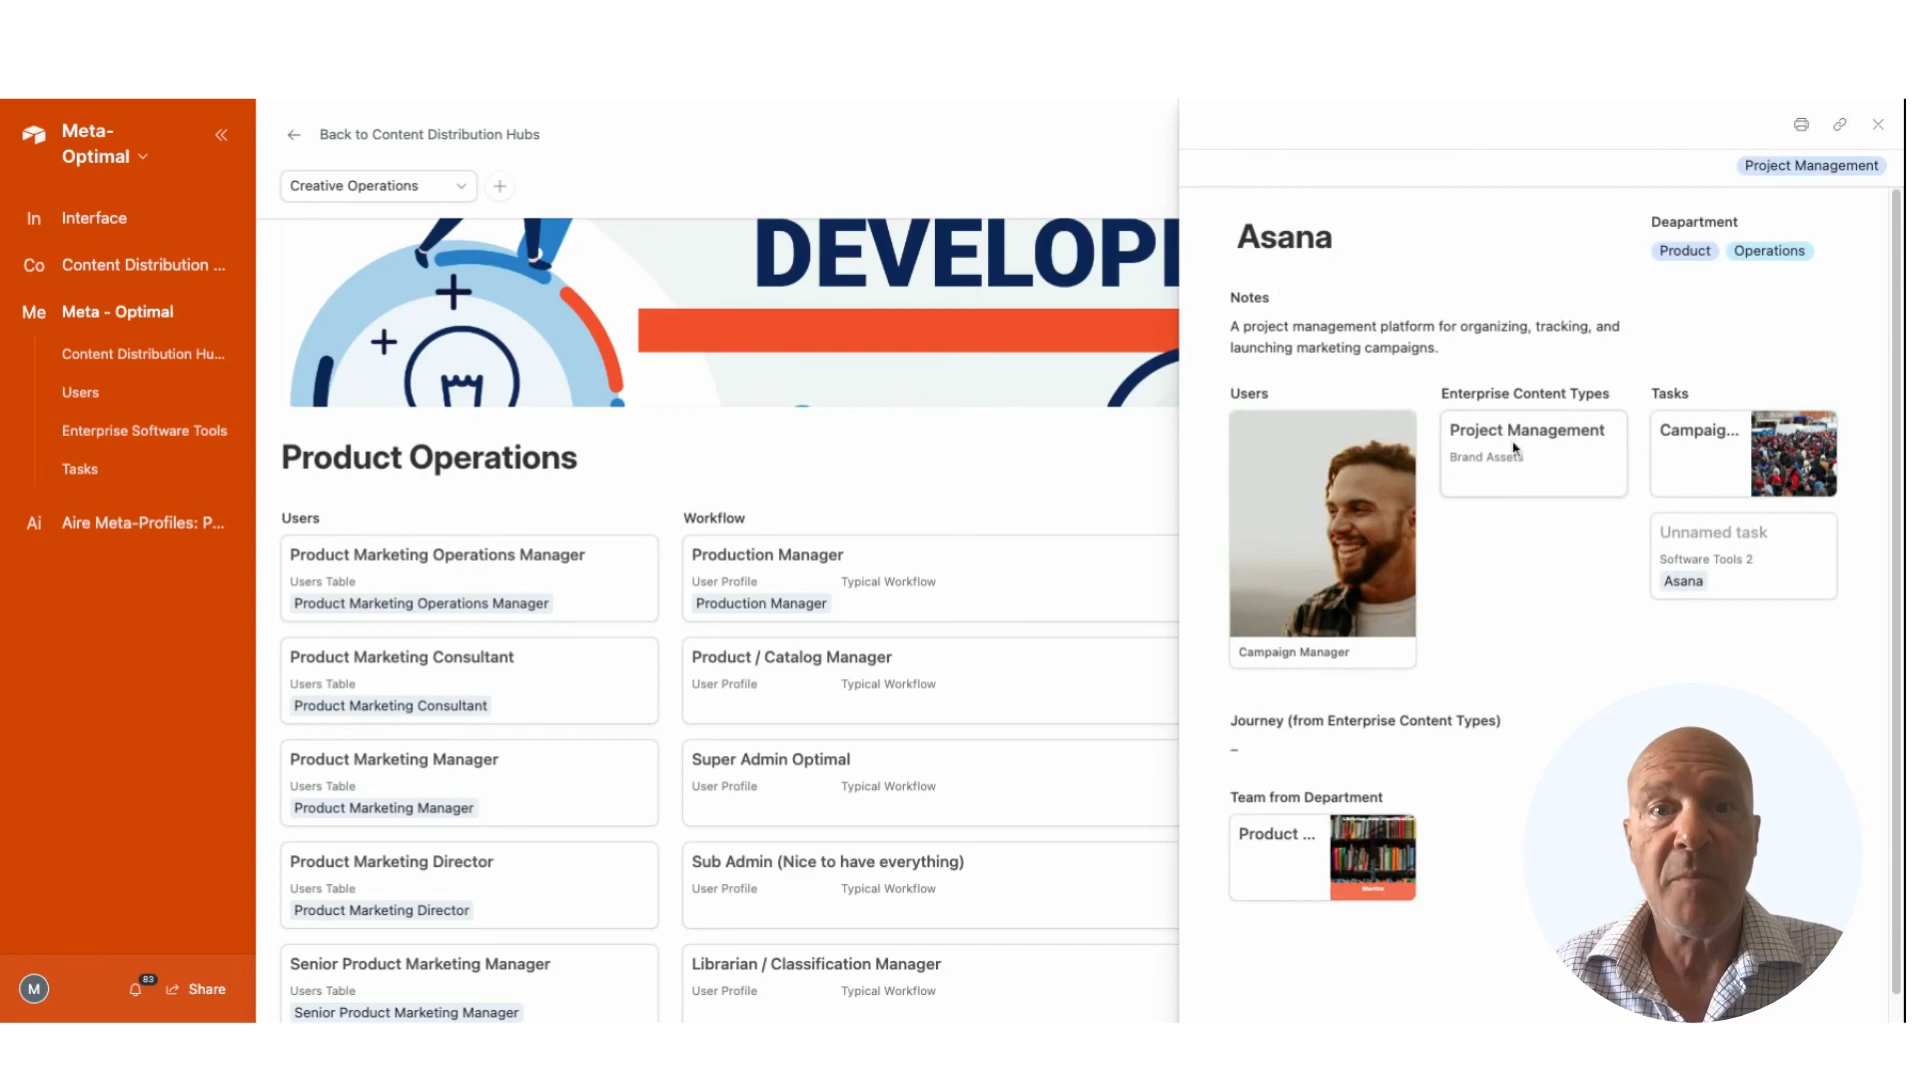 Meta-
Optimal
In Interface
Co Content Distribution ...
Me Meta - Optimal
Content Distribution Hu...
Users
Enterprise Software Tools
Tasks
Ai Aire Meta-Profiles: P...
M
83
Share
Back to Content Distribution Hubs
Creative Operations
DEVELOP
Product Operations
Users
Product Marketing Operations Manager
Users Table
Product Marketing Operations Manager
Product Marketing Consultant
Users Table
Product Marketing Consultant
Product Marketing Manager
Users Table
Product Marketing Manager
Product Marketing Director
Users Table
Product Marketing Director
Senior Product Marketing Manager
Users Table
Senior Product Marketing Manager
Workflow
Production Manager
User Profile Typical Workflow
Production Manager
Product / Catalog Manager
User Profile Typical Workflow
Super Admin Optimal
User Profile Typical Workflow
Sub Admin (Nice to have everything)
User Profile Typical Workflow
Librarian / Classification Manager
User Profile Typical Workflow
Project Management
Asana
Deapartment
Product Operations
Notes
A project management platform for organizing, tracking, and
launching marketing campaigns.
Users
Campaign Manager
Enterprise Content Types
Project Management
Brand Assets
Tasks
Campaig...
Unnamed task
Software Tools 2
Asana
Journey (from Enterprise Content Types)
–
Team from Department
Product ...